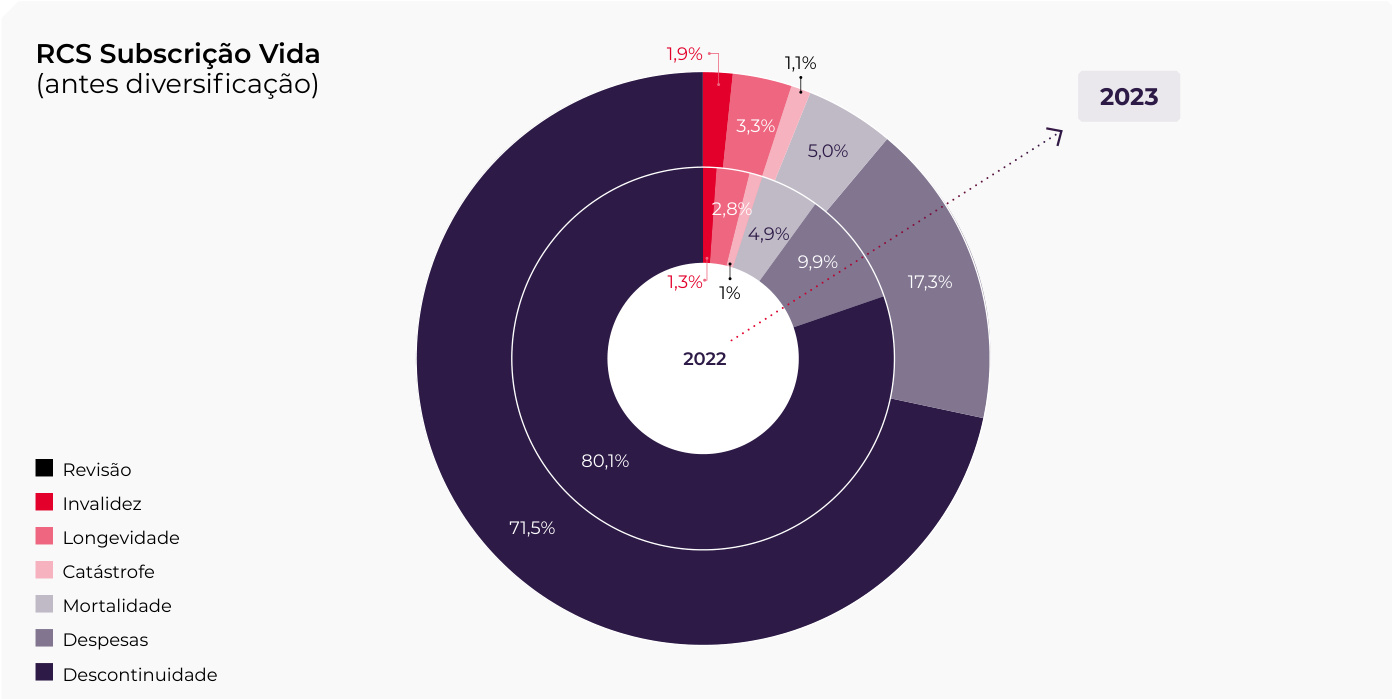 RCS Subscrição Vida
(antes diversificação)
1,9%
1,1%
2023
3,3%
5,0%
2,8%
4,9%
9,9%
17,3%
1,3%
1%
2022
80,1%
71,5%
Revisão
Invalidez
Longevidade
Catástrofe
Mortalidade
Despesas
Descontinuidade